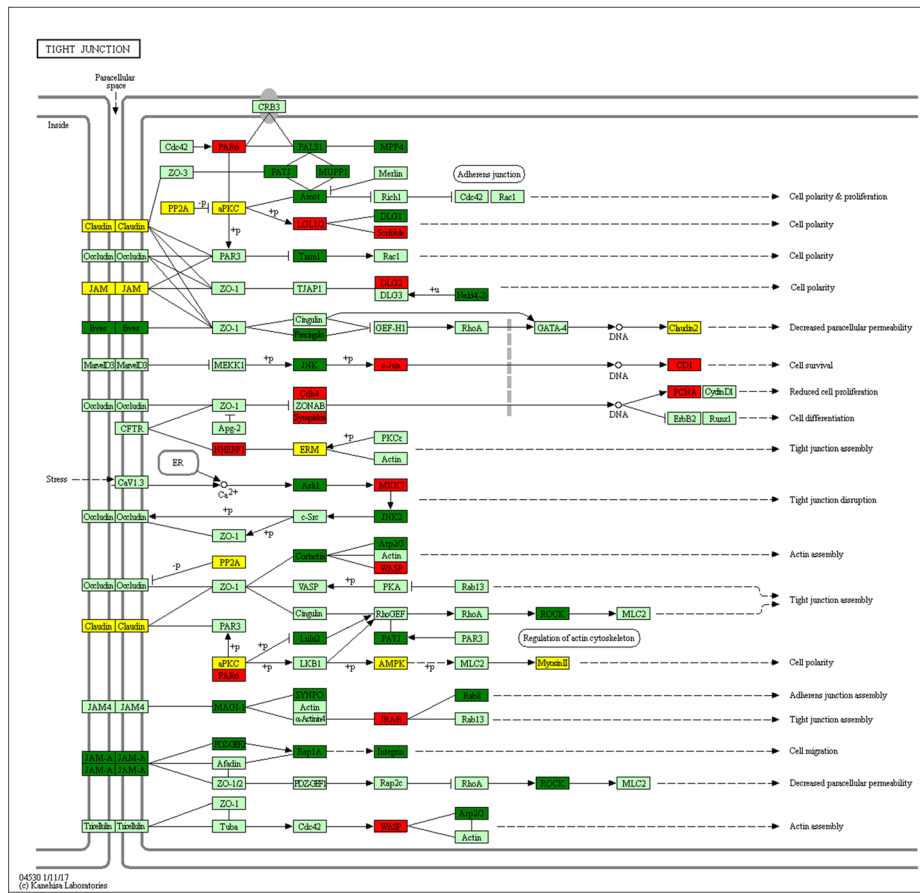 TIGHT JUNCTION
Paracellular
space
CRB3
Inside
Cdc42 PAR6 PALS1 MPP4
ZO-3 PATJ MUPP1 Merlin Adherens junction
Amot Rich1 Cdc42 Rac1 Cell polarity & proliferation
PP2A -p aPKC +p
Claudin Claudin LGL1/2 DLG1 Cell polarity
Scribble
+p
Occludin Occludin PAR3 Tiam1 Rac1 Cell polarity
JAM JAM ZO-1 TJAP1 DLG2 +u Cell polarity
DLG3 Nedd4(-2)
Bves Bves ZO-1 Cingulin GEF-H1 RhoA GATA-4 DNA Claudin2 Decreased paracellular permeability
Paracingulin
MarvelD3 MarvelD3 MEKK1 +p JNK +p c-Jun DNA CD1 Cell survival
Cdk4 PCNA CyclinD1 Reduced cell proliferation
Occludin Occludin ZO-1 ZONAB DNA
Symplekin ErbB2 Runx1 Cell differentiation
CFTR Apg-2
NHERF1 ERM +p PKCε Tight junction assembly
Actin
ER
Stress CaV1.3 Ca2+ Ask1 MKK7 Tight junction disruption
Occludin Occludin +p c-Src JNK2
ZO-1 +p
Cortactin Arp2/3
Actin Actin assembly
WASP
-p PP2A
Occludin Occludin ZO-1 VASP +p PKA Rab13 Tight junction assembly
Cingulin RhoGEF RhoA ROCK MLC2
Claudin Claudin PAR3 Lulu2 PATJ PAR3 Regulation of actin cytoskeleton
+p +p
aPKC +p LKB1 +p AMPK +p MLC2 MyosinII Cell polarity
PAR6
SYNPO Rab8 Adherens junction assembly
JAM4 JAM4 MAGI-1 Actin
α-Actinin4 JRAB Rab13 Tight junction assembly
PDZ-GEF2
JAM-A JAM-A Rap1A Integrin Cell migration
JAM-A JAM-A Afadin
ZO-1/2 PDZ-GEF1 Rap2c RhoA ROCK MLC2 Decreased paracellular permeability
ZO-1
Tricellulin Tricellulin Tuba Cdc42 WASP Arp2/3 Actin assembly
Actin
04530 1/11/17
(c) Kanehisa Laboratories